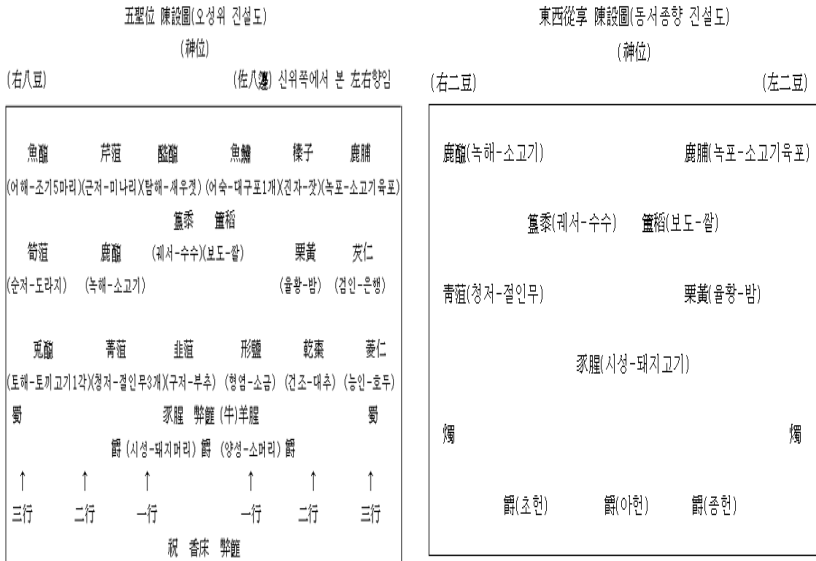 五聖位 陳設圖(오성위 진설도)
(神位)
(右八豆) (佐八籩) 신위쪽에서 본 左右향임
魚醢 芹菹 醓醢 魚鱐 榛子 鹿脯
(어해-조기5마리)(근저-미나리)(탐해-새우젓) (어숙-대구포1개)(진자-잣)(녹포-소고기육포)
簋黍 簠稻
筍菹 鹿醢 (궤서-수수)(보도-쌀) 栗黃 芡仁
(순저-도라지) (녹해-소고기) (율황-밤) (검인-은행)
兎醢 菁菹 韭菹 形鹽 乾棗 菱仁
(토해-토끼고기1각)(청저-절인무3개)(구저-부추) (형염-소금) (건조-대추) (능인-호두)
蜀 豕腥 弊篚 (牛)羊腥 蜀
爵 (시성-돼지머리) 爵 (양성-소머리) 爵
↑ ↑ ↑ ↑ ↑ ↑
三行 二行 一行 一行 二行 三行
祝 香床 弊篚
東西從享 陳設圖(동서종향 진설도)
(神位)
(右二豆) (左二豆)
鹿醢(녹해-소고기) 鹿脯(녹포-소고기육포)
簋黍(궤서-수수) 簠稻(보도-쌀)
靑菹(청저-절인무) 栗黃(율황-밤)
豕腥(시성-돼지고기)
燭 燭
爵(초헌) 爵(아헌) 爵(종헌)